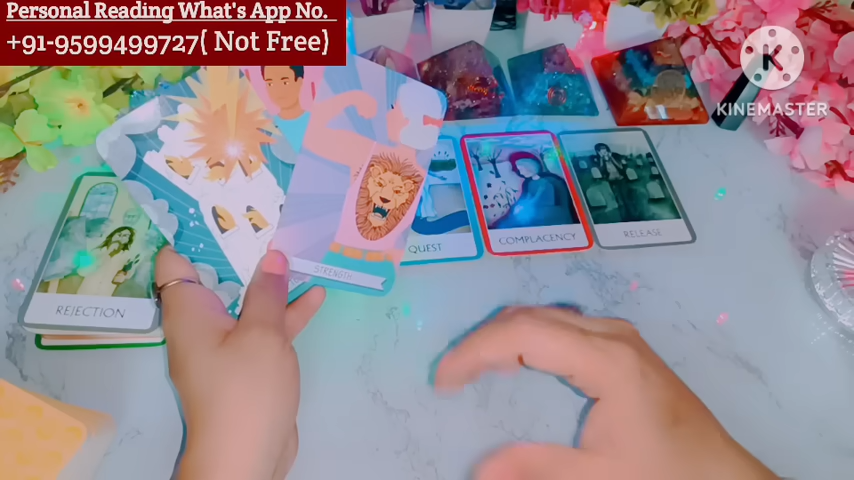 Personal Reading What's App No.
+91-9599499727( Not Free)
KINEMASTER
QUEST
COMPLACENCY
RELEASE
STRENGTH
REJECTION